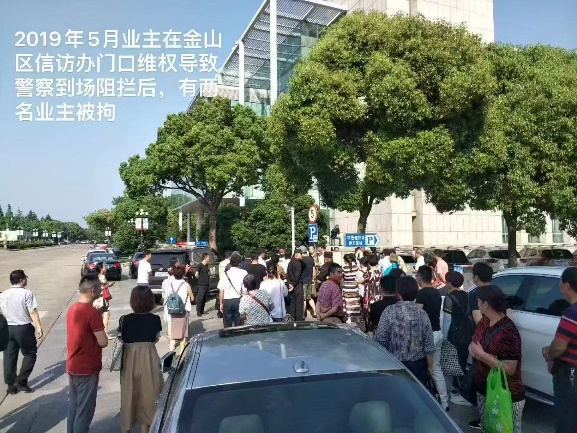 2019年5月业主在金山
区信访办门口维权导致
警察到场阻拦后，有两
名业主被拘
P
P